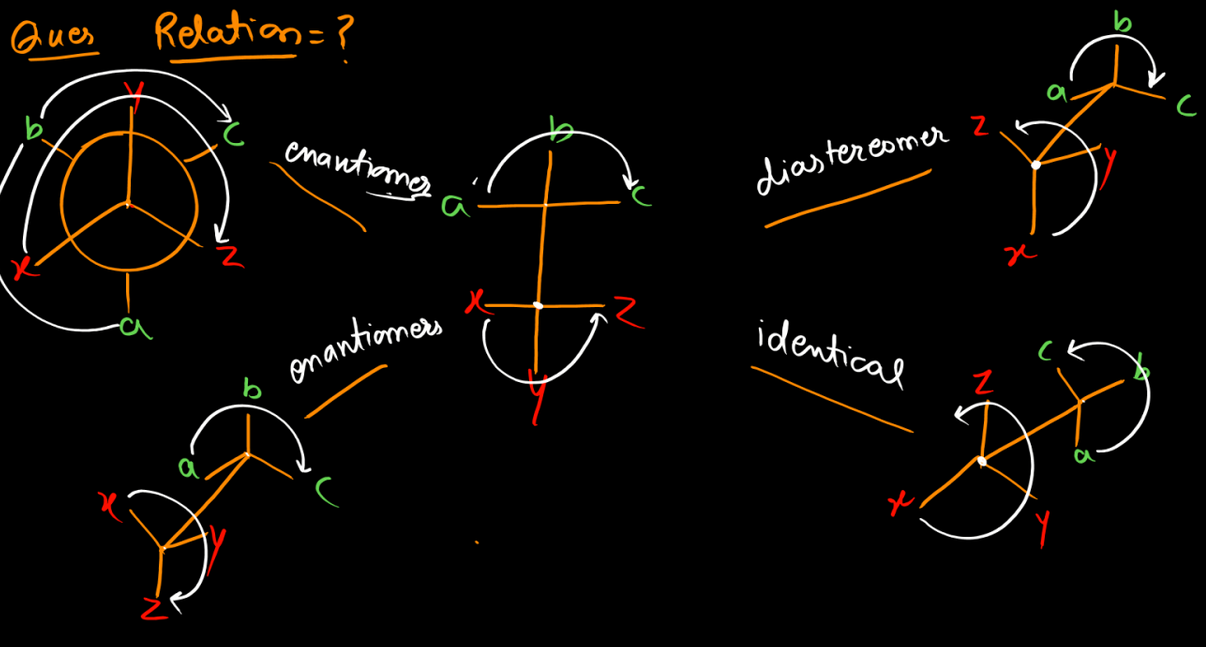 Ques Relation = ?
y
b
c
x
z
a
enantiomer
b
a
c
x
z
y
diastereomer
b
a
c
z
y
x
enantiomers
b
a
c
x
y
z
identical
c
b
z
a
x
y